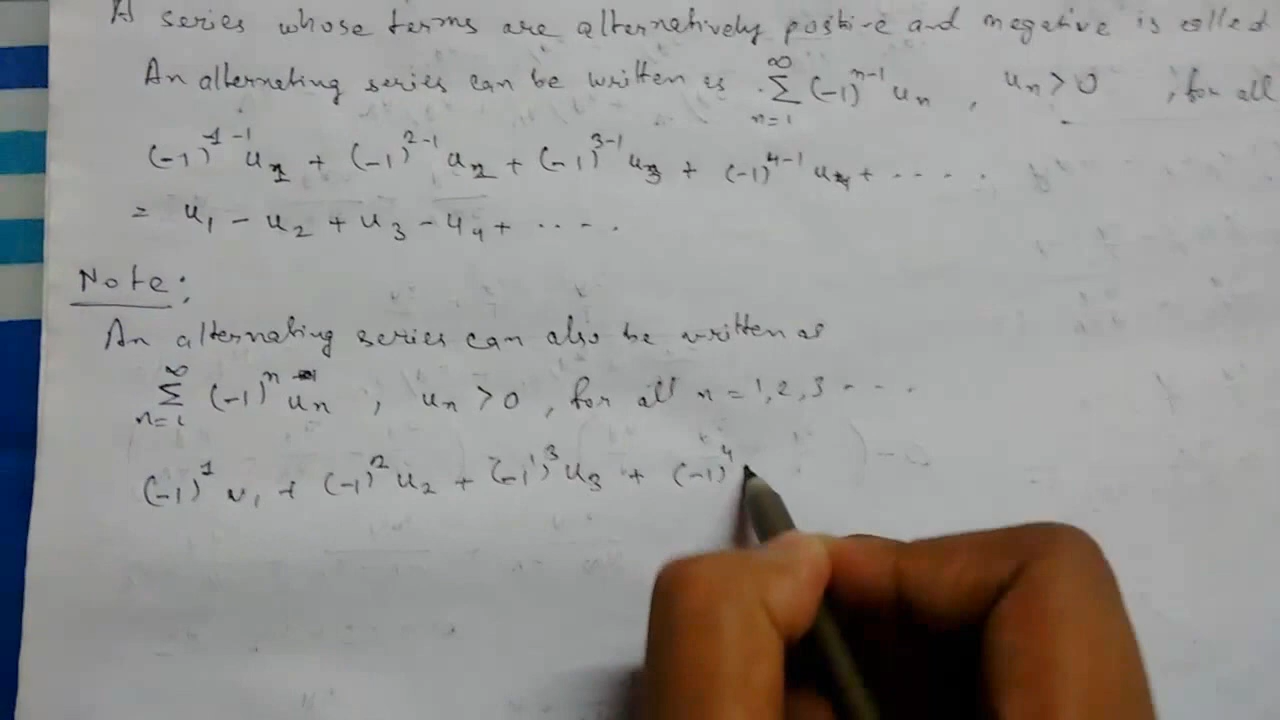 A series whose terms are alternatively positive and negative is called
An alternating series can be written is ∑_{n=1}^{∞} (-1)^{n-1} u_n , u_n > 0 , for all
(-1)^{1-1} u_1 + (-1)^{2-1} u_2 + (-1)^{3-1} u_3 + (-1)^{4-1} u_4 + .....
= u_1 - u_2 + u_3 - u_4 + .....
Note:
An alternating series can also be written as
∑_{n=1}^{∞} (-1)^n u_n , u_n > 0 , for all n = 1, 2, 3 ...
(-1)^1 u_1 + (-1)^2 u_2 + (-1)^3 u_3 + (-1)^4